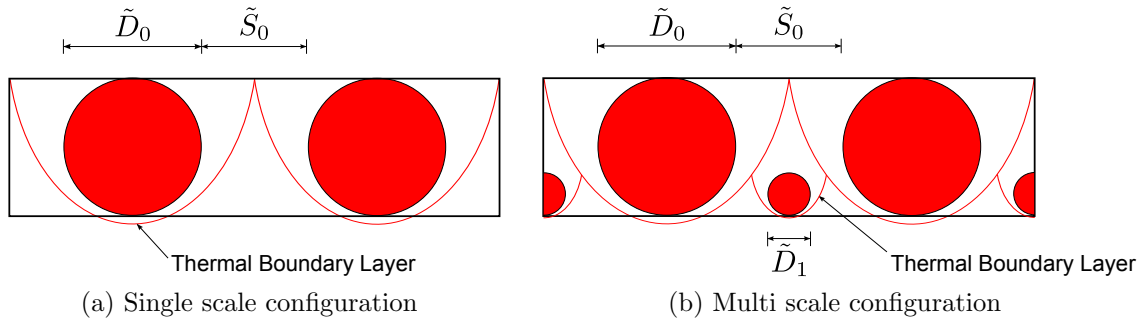 D̃₀ S̃₀ D̃₀ S̃₀
Thermal Boundary Layer
D̃₁
Thermal Boundary Layer
(a) Single scale configuration
(b) Multi scale configuration